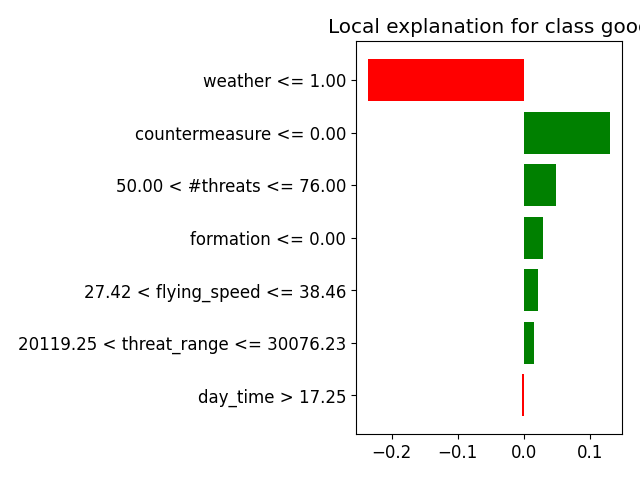 Local explanation for class goo
weather <= 1.00
countermeasure <= 0.00
50.00 < #threats <= 76.00
formation <= 0.00
27.42 < flying_speed <= 38.46
20119.25 < threat_range <= 30076.23
day_time > 17.25
−0.2 −0.1 0.0 0.1